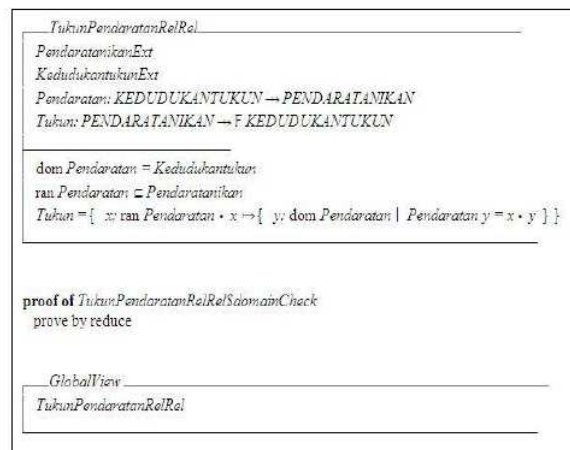 TukunPendaratanRelRel
PendaratanikanExt
KedudukantukunExt
Pendaratan: KEDUDUKANTUKUN → PENDARATANIKAN
Tukun: PENDARATANIKAN → F KEDUDUKANTUKUN
dom Pendaratan = Kedudukantukun
ran Pendaratan ⊆ Pendaratanikan
Tukun = { x: ran Pendaratan • x ↦ { y: dom Pendaratan | Pendaratan y = x • y } }
proof of TukunPendaratanRelRel$domainCheck
prove by reduce
GlobalView
TukunPendaratanRelRel